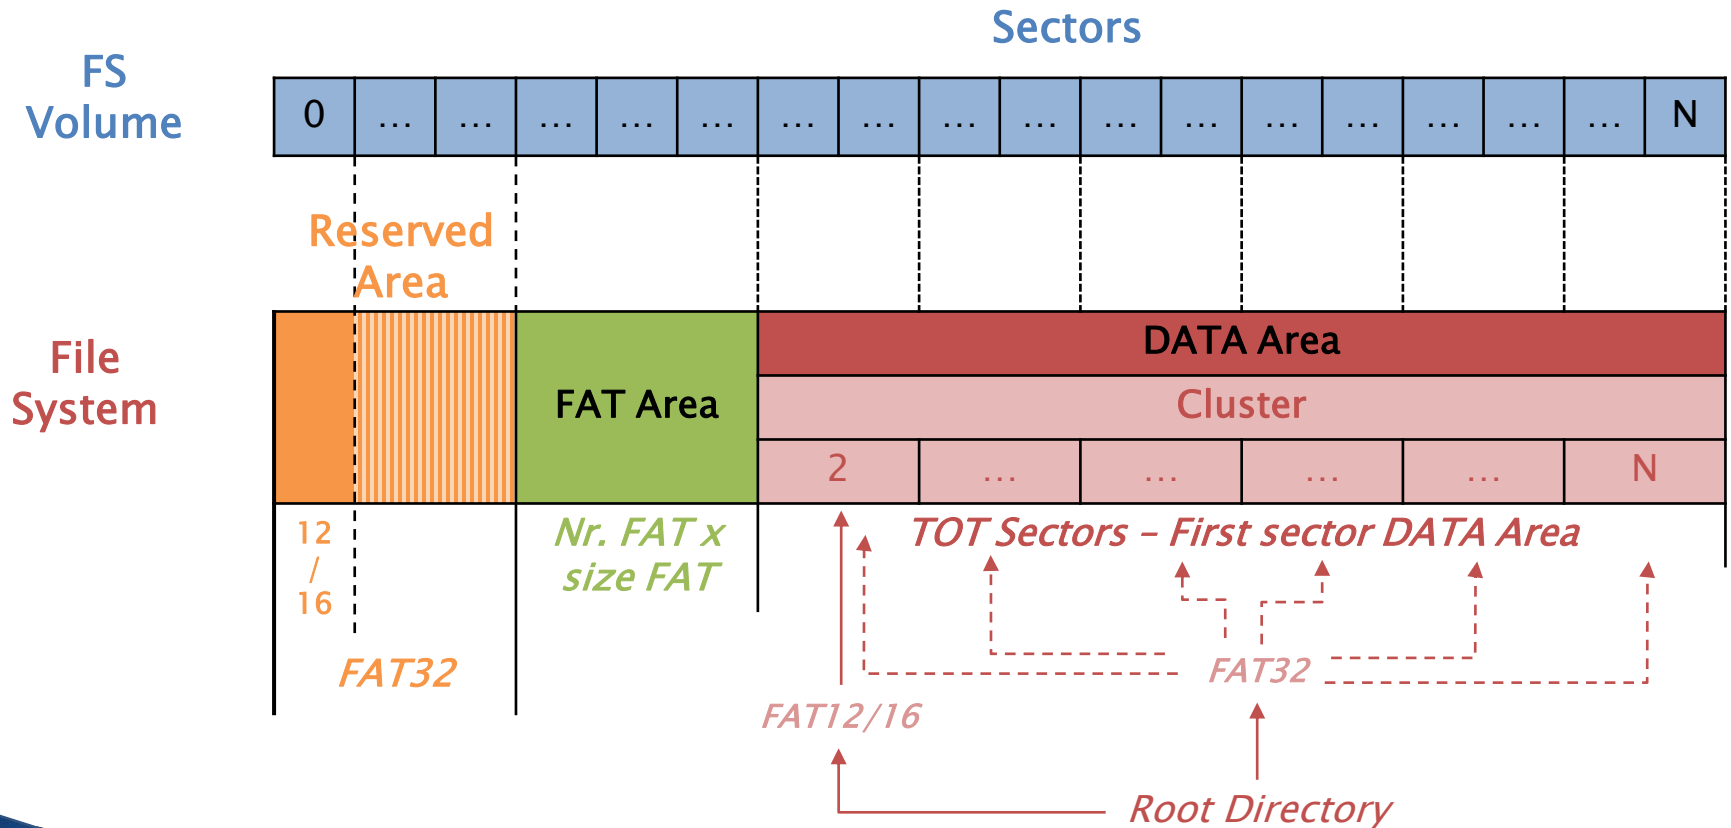 Sectors
FS
Volume
0 ... ... ... ... ... ... ... ... ... ... ... ... ... ... ... ... N
Reserved
Area
File
System
DATA Area
FAT Area
Cluster
2 ... ... ... ... N
12
/
16
Nr. FAT x
size FAT
TOT Sectors – First sector DATA Area
FAT32
FAT32
FAT12/16
Root Directory